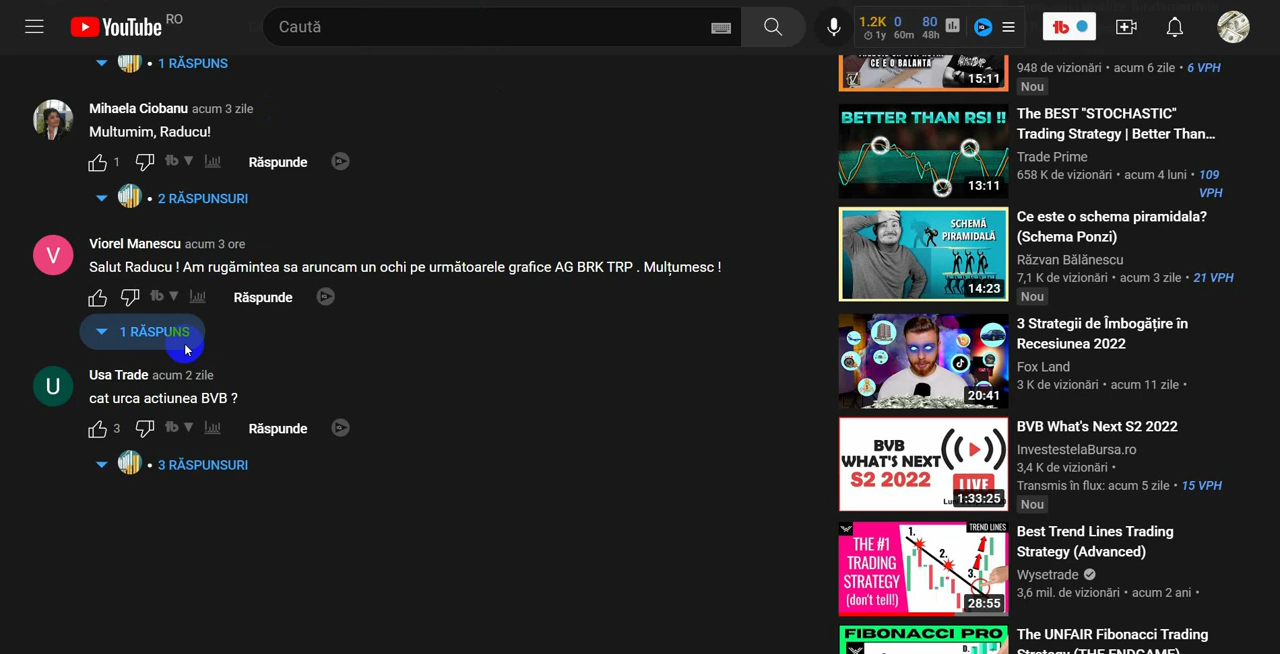 YouTube RO
Caută
1.2K 0 80
1y 60m 48h
1 RĂSPUNS
Mihaela Ciobanu acum 3 zile
Multumim, Raducu!
1 Răspunde
2 RĂSPUNSURI
V
Viorel Manescu acum 3 ore
Salut Raducu ! Am rugămintea sa aruncam un ochi pe următoarele grafice AG BRK TRP . Mulțumesc !
Răspunde
1 RĂSPUNS
U
Usa Trade acum 2 zile
cat urca actiunea BVB ?
3 Răspunde
3 RĂSPUNSURI
CE E O BALANTA
15:11
948 de vizionări • acum 6 zile • 6 VPH
Nou
BETTER THAN RSI !!
13:11
The BEST "STOCHASTIC"
Trading Strategy | Better Than...
Trade Prime
658 K de vizionări • acum 4 luni • 109
VPH
SCHEMĂ
PIRAMIDALĂ
14:23
Ce este o schema piramidala?
(Schema Ponzi)
Răzvan Bălănescu
7,1 K de vizionări • acum 3 zile • 21 VPH
Nou
20:41
3 Strategii de Îmbogățire în
Recesiunea 2022
Fox Land
3 K de vizionări • acum 11 zile •
BVB
WHAT'S NEXT
S2 2022
LIVE
1:33:25
BVB What's Next S2 2022
InvestestelaBursa.ro
3,4 K de vizionări •
Transmis în flux: acum 5 zile • 15 VPH
Nou
TREND LINES
THE #1
TRADING
STRATEGY
(don't tell!)
1.
2.
3.
28:55
Best Trend Lines Trading
Strategy (Advanced)
Wysetrade
3,6 mil. de vizionări • acum 2 ani •
FIBONACCI PRO
The UNFAIR Fibonacci Trading
Strategy (THE ENDGAME)